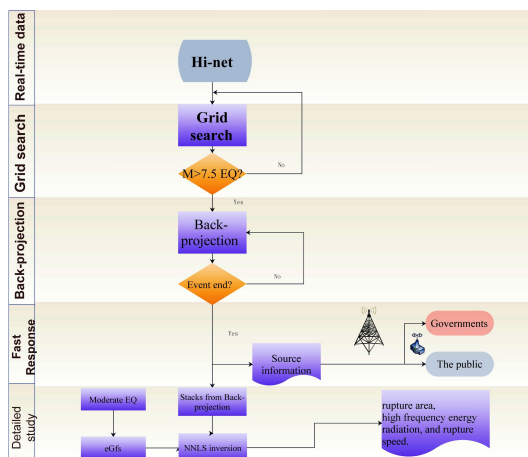 Real-time data
Hi-net
Grid search
Grid
search
M>7.5 EQ?
No
Yes
Back-projection
Back-
projection
Event end?
No
Fast
Response
Yes
Source
information
Governments
The public
Detailed
study
Moderate EQ
Stacks from Back-
projection
rupture area,
high frequency energy
radiation, and rupture
speed.
eGfs
NNLS inversion